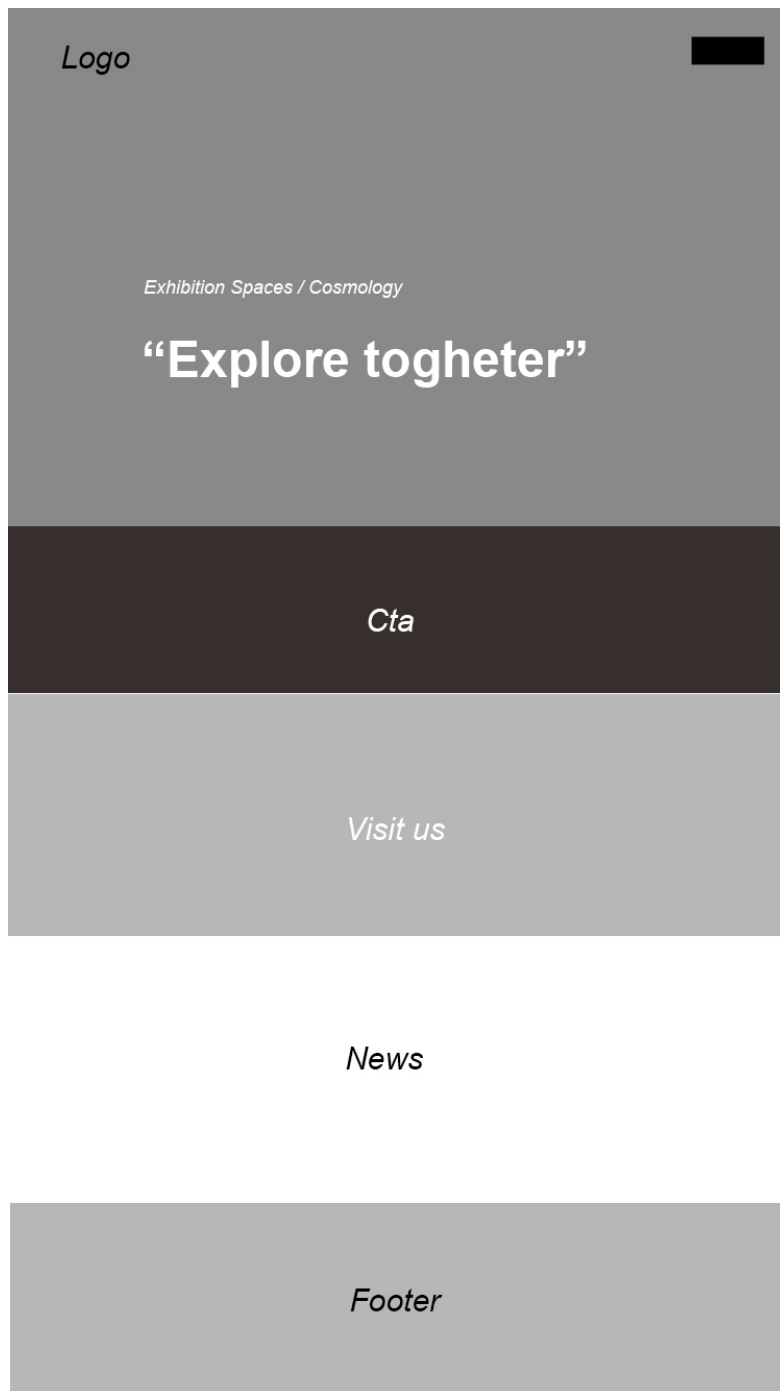 Logo
Exhibition Spaces / Cosmology
“Explore togheter”
Cta
Visit us
News
Footer